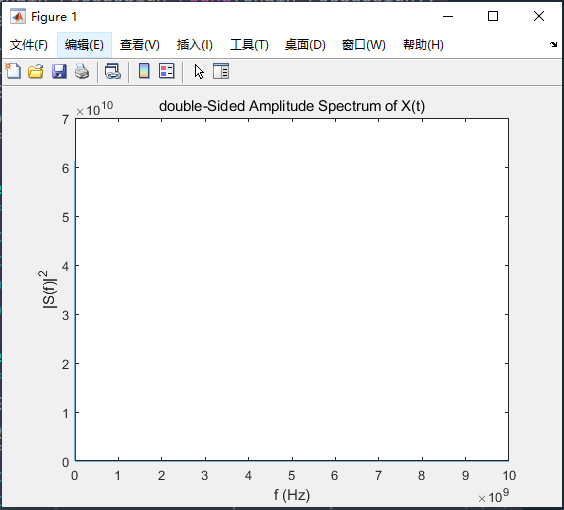 Figure 1
文件(F) 编辑(E) 查看(V) 插入(I) 工具(T) 桌面(D) 窗口(W) 帮助(H)
double-Sided Amplitude Spectrum of X(t)
×10^10
7
6
5
4
3
2
1
0
|S(f)|^2
0 1 2 3 4 5 6 7 8 9 10
f (Hz)
×10^9